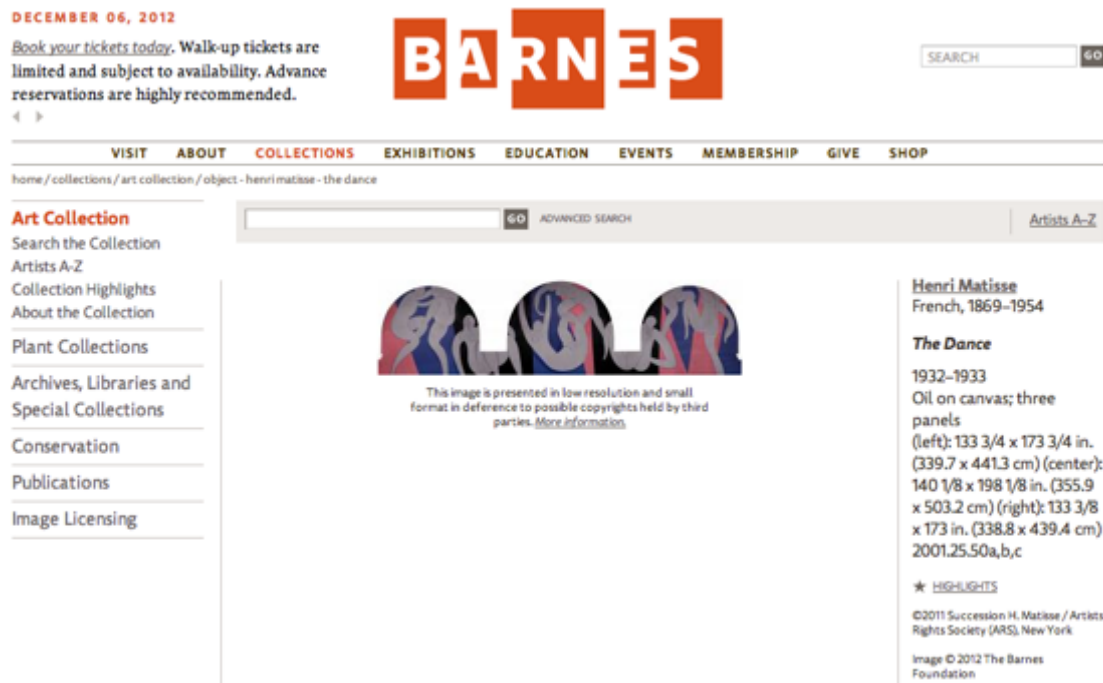 DECEMBER 06, 2012
Book your tickets today. Walk-up tickets are
limited and subject to availability. Advance
reservations are highly recommended.
BARNES
SEARCH
GO
VISIT ABOUT COLLECTIONS EXHIBITIONS EDUCATION EVENTS MEMBERSHIP GIVE SHOP
home / collections / art collection / object - henri matisse - the dance
Art Collection
Search the Collection
Artists A-Z
Collection Highlights
About the Collection
Plant Collections
Archives, Libraries and
Special Collections
Conservation
Publications
Image Licensing
GO ADVANCED SEARCH
Artists A–Z
This image is presented in low resolution and small
format in deference to possible copyrights held by third
parties. More information.
Henri Matisse
French, 1869–1954
The Dance
1932–1933
Oil on canvas; three
panels
(left): 133 3/4 x 173 3/4 in.
(339.7 x 441.3 cm) (center):
140 1/8 x 198 1/8 in. (355.9
x 503.2 cm) (right): 133 3/8
x 173 in. (338.8 x 439.4 cm)
2001.25.50a,b,c
★ HIGHLIGHTS
©2011 Succession H. Matisse / Artists
Rights Society (ARS), New York
Image © 2012 The Barnes
Foundation